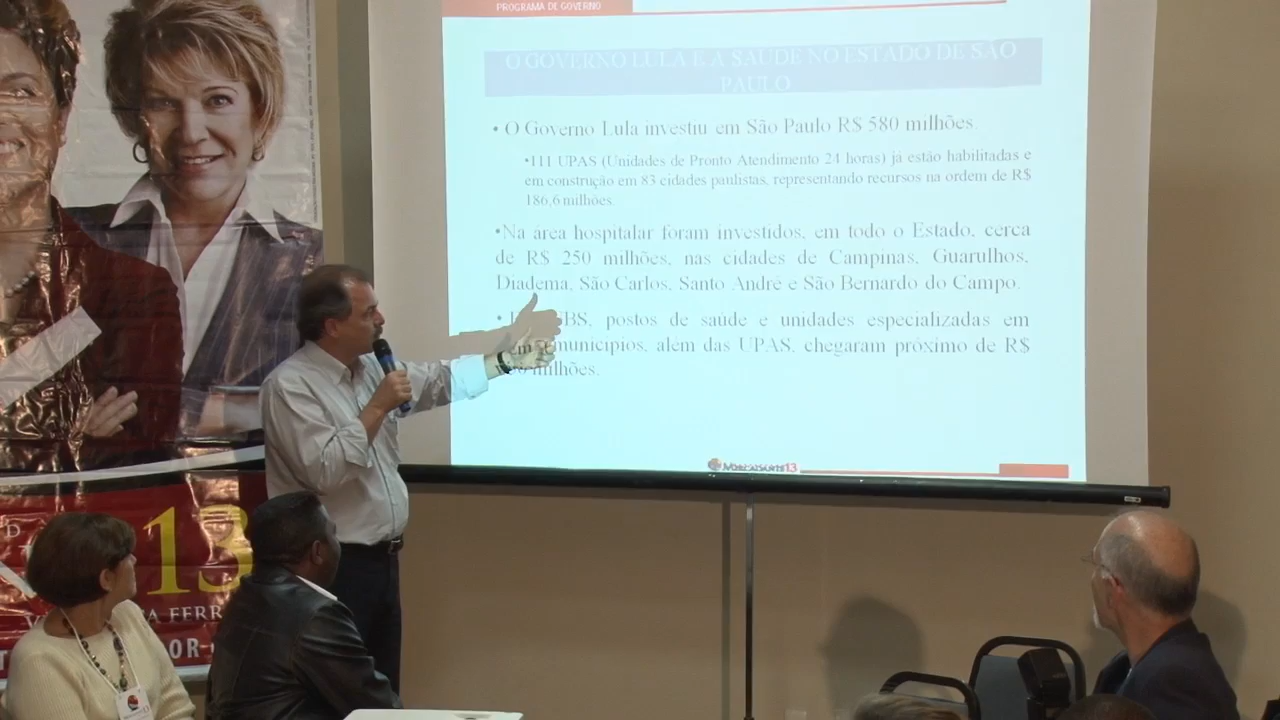 PROGRAMA DE GOVERNO
O GOVERNO LULA E A SAÚDE NO ESTADO DE SÃO
PAULO
• O Governo Lula investiu em São Paulo R$ 580 milhões.
•111 UPAS (Unidades de Pronto Atendimento 24 horas) já estão habilitadas e
em construção em 83 cidades paulistas, representando recursos na ordem de R$
186,6 milhões.
•Na área hospitalar foram investidos, em todo o Estado, cerca
de R$ 250 milhões, nas cidades de Campinas, Guarulhos,
Diadema, São Carlos, Santo André e São Bernardo do Campo.
• BS, postos de saúde e unidades especializadas em
municípios, além das UPAS, chegaram próximo de R$
milhões.
13
13
A FERR
OR